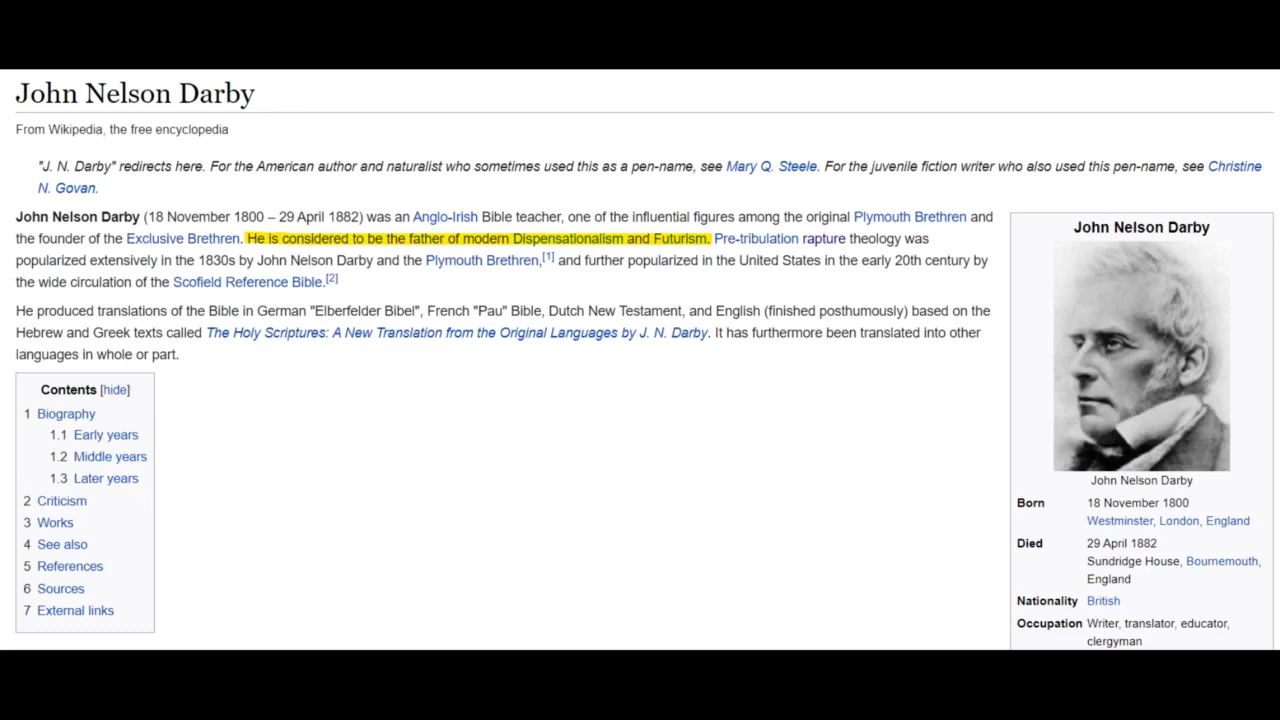 John Nelson Darby
From Wikipedia, the free encyclopedia
"J. N. Darby" redirects here. For the American author and naturalist who sometimes used this as a pen-name, see Mary Q. Steele. For the juvenile fiction writer who also used this pen-name, see Christine
N. Govan.
John Nelson Darby (18 November 1800 – 29 April 1882) was an Anglo-Irish Bible teacher, one of the influential figures among the original Plymouth Brethren and
the founder of the Exclusive Brethren. He is considered to be the father of modern Dispensationalism and Futurism. Pre-tribulation rapture theology was
popularized extensively in the 1830s by John Nelson Darby and the Plymouth Brethren,[1] and further popularized in the United States in the early 20th century by
the wide circulation of the Scofield Reference Bible.[2]
He produced translations of the Bible in German "Elberfelder Bibel", French "Pau" Bible, Dutch New Testament, and English (finished posthumously) based on the
Hebrew and Greek texts called The Holy Scriptures: A New Translation from the Original Languages by J. N. Darby. It has furthermore been translated into other
languages in whole or part.
Contents [hide]
1 Biography
1.1 Early years
1.2 Middle years
1.3 Later years
2 Criticism
3 Works
4 See also
5 References
6 Sources
7 External links
John Nelson Darby
John Nelson Darby
Born 18 November 1800
Westminster, London, England
Died 29 April 1882
Sundridge House, Bournemouth,
England
Nationality British
Occupation Writer, translator, educator,
clergyman